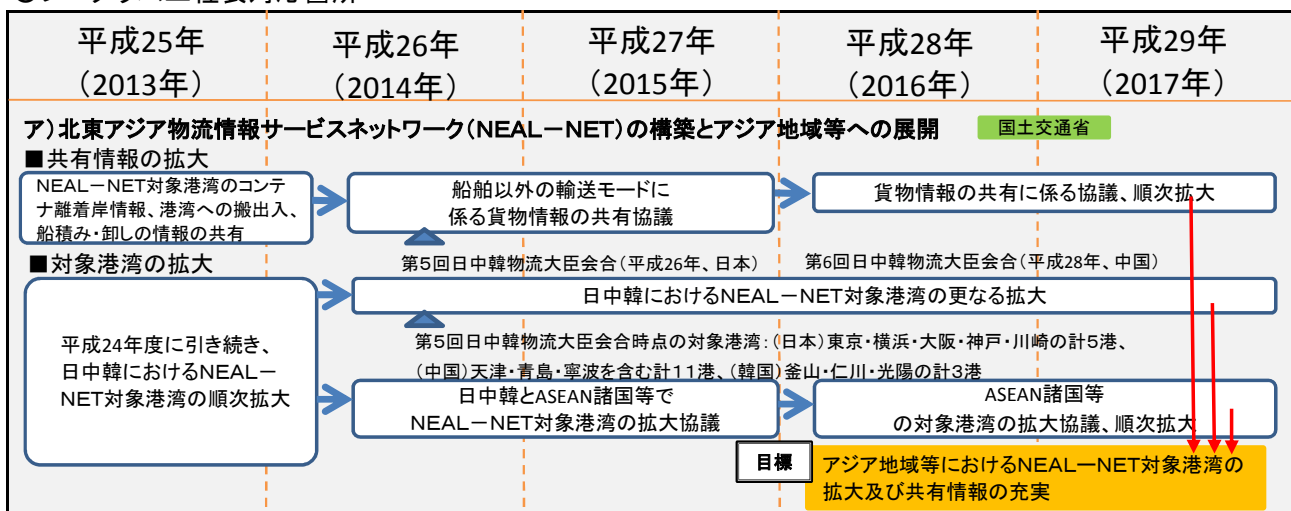 平成25年
（2013年）
平成26年
（2014年）
平成27年
（2015年）
平成28年
（2016年）
平成29年
（2017年）
ア）北東アジア物流情報サービスネットワーク（NEAL－NET）の構築とアジア地域等への展開
国土交通省
■共有情報の拡大
NEAL－NET対象港湾のコンテ
ナ離着岸情報、港湾への搬出入、
船積み・卸しの情報の共有
船舶以外の輸送モードに
係る貨物情報の共有協議
貨物情報の共有に係る協議、順次拡大
■対象港湾の拡大
第５回日中韓物流大臣会合（平成26年、日本）
第6回日中韓物流大臣会合（平成28年、中国）
平成24年度に引き続き、
日中韓におけるNEAL－
NET対象港湾の順次拡大
日中韓におけるNEAL－NET対象港湾の更なる拡大
第５回日中韓物流大臣会合時点の対象港湾：（日本）東京・横浜・大阪・神戸・川崎の計５港、
（中国）天津・青島・寧波を含む計１１港、（韓国）釜山・仁川・光陽の計３港
日中韓とASEAN諸国等で
NEAL－NET対象港湾の拡大協議
ASEAN諸国等
の対象港湾の拡大協議、順次拡大
目標
アジア地域等におけるNEAL－NET対象港湾の
拡大及び共有情報の充実